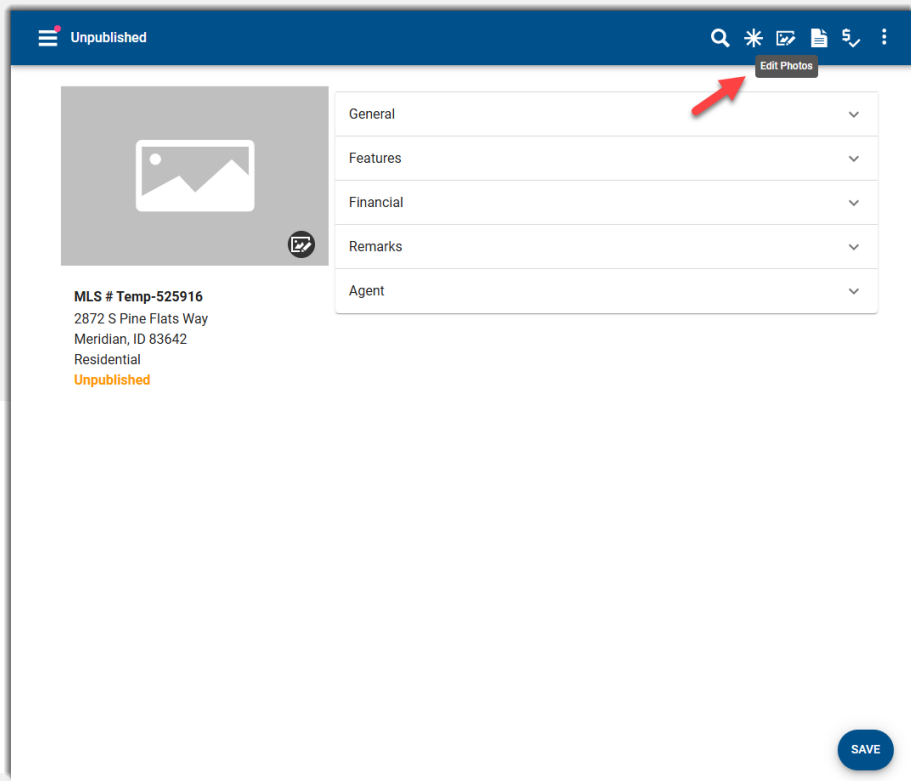 Unpublished
Edit Photos
General
Features
Financial
Remarks
Agent
MLS # Temp-525916
2872 S Pine Flats Way
Meridian, ID 83642
Residential
Unpublished
SAVE